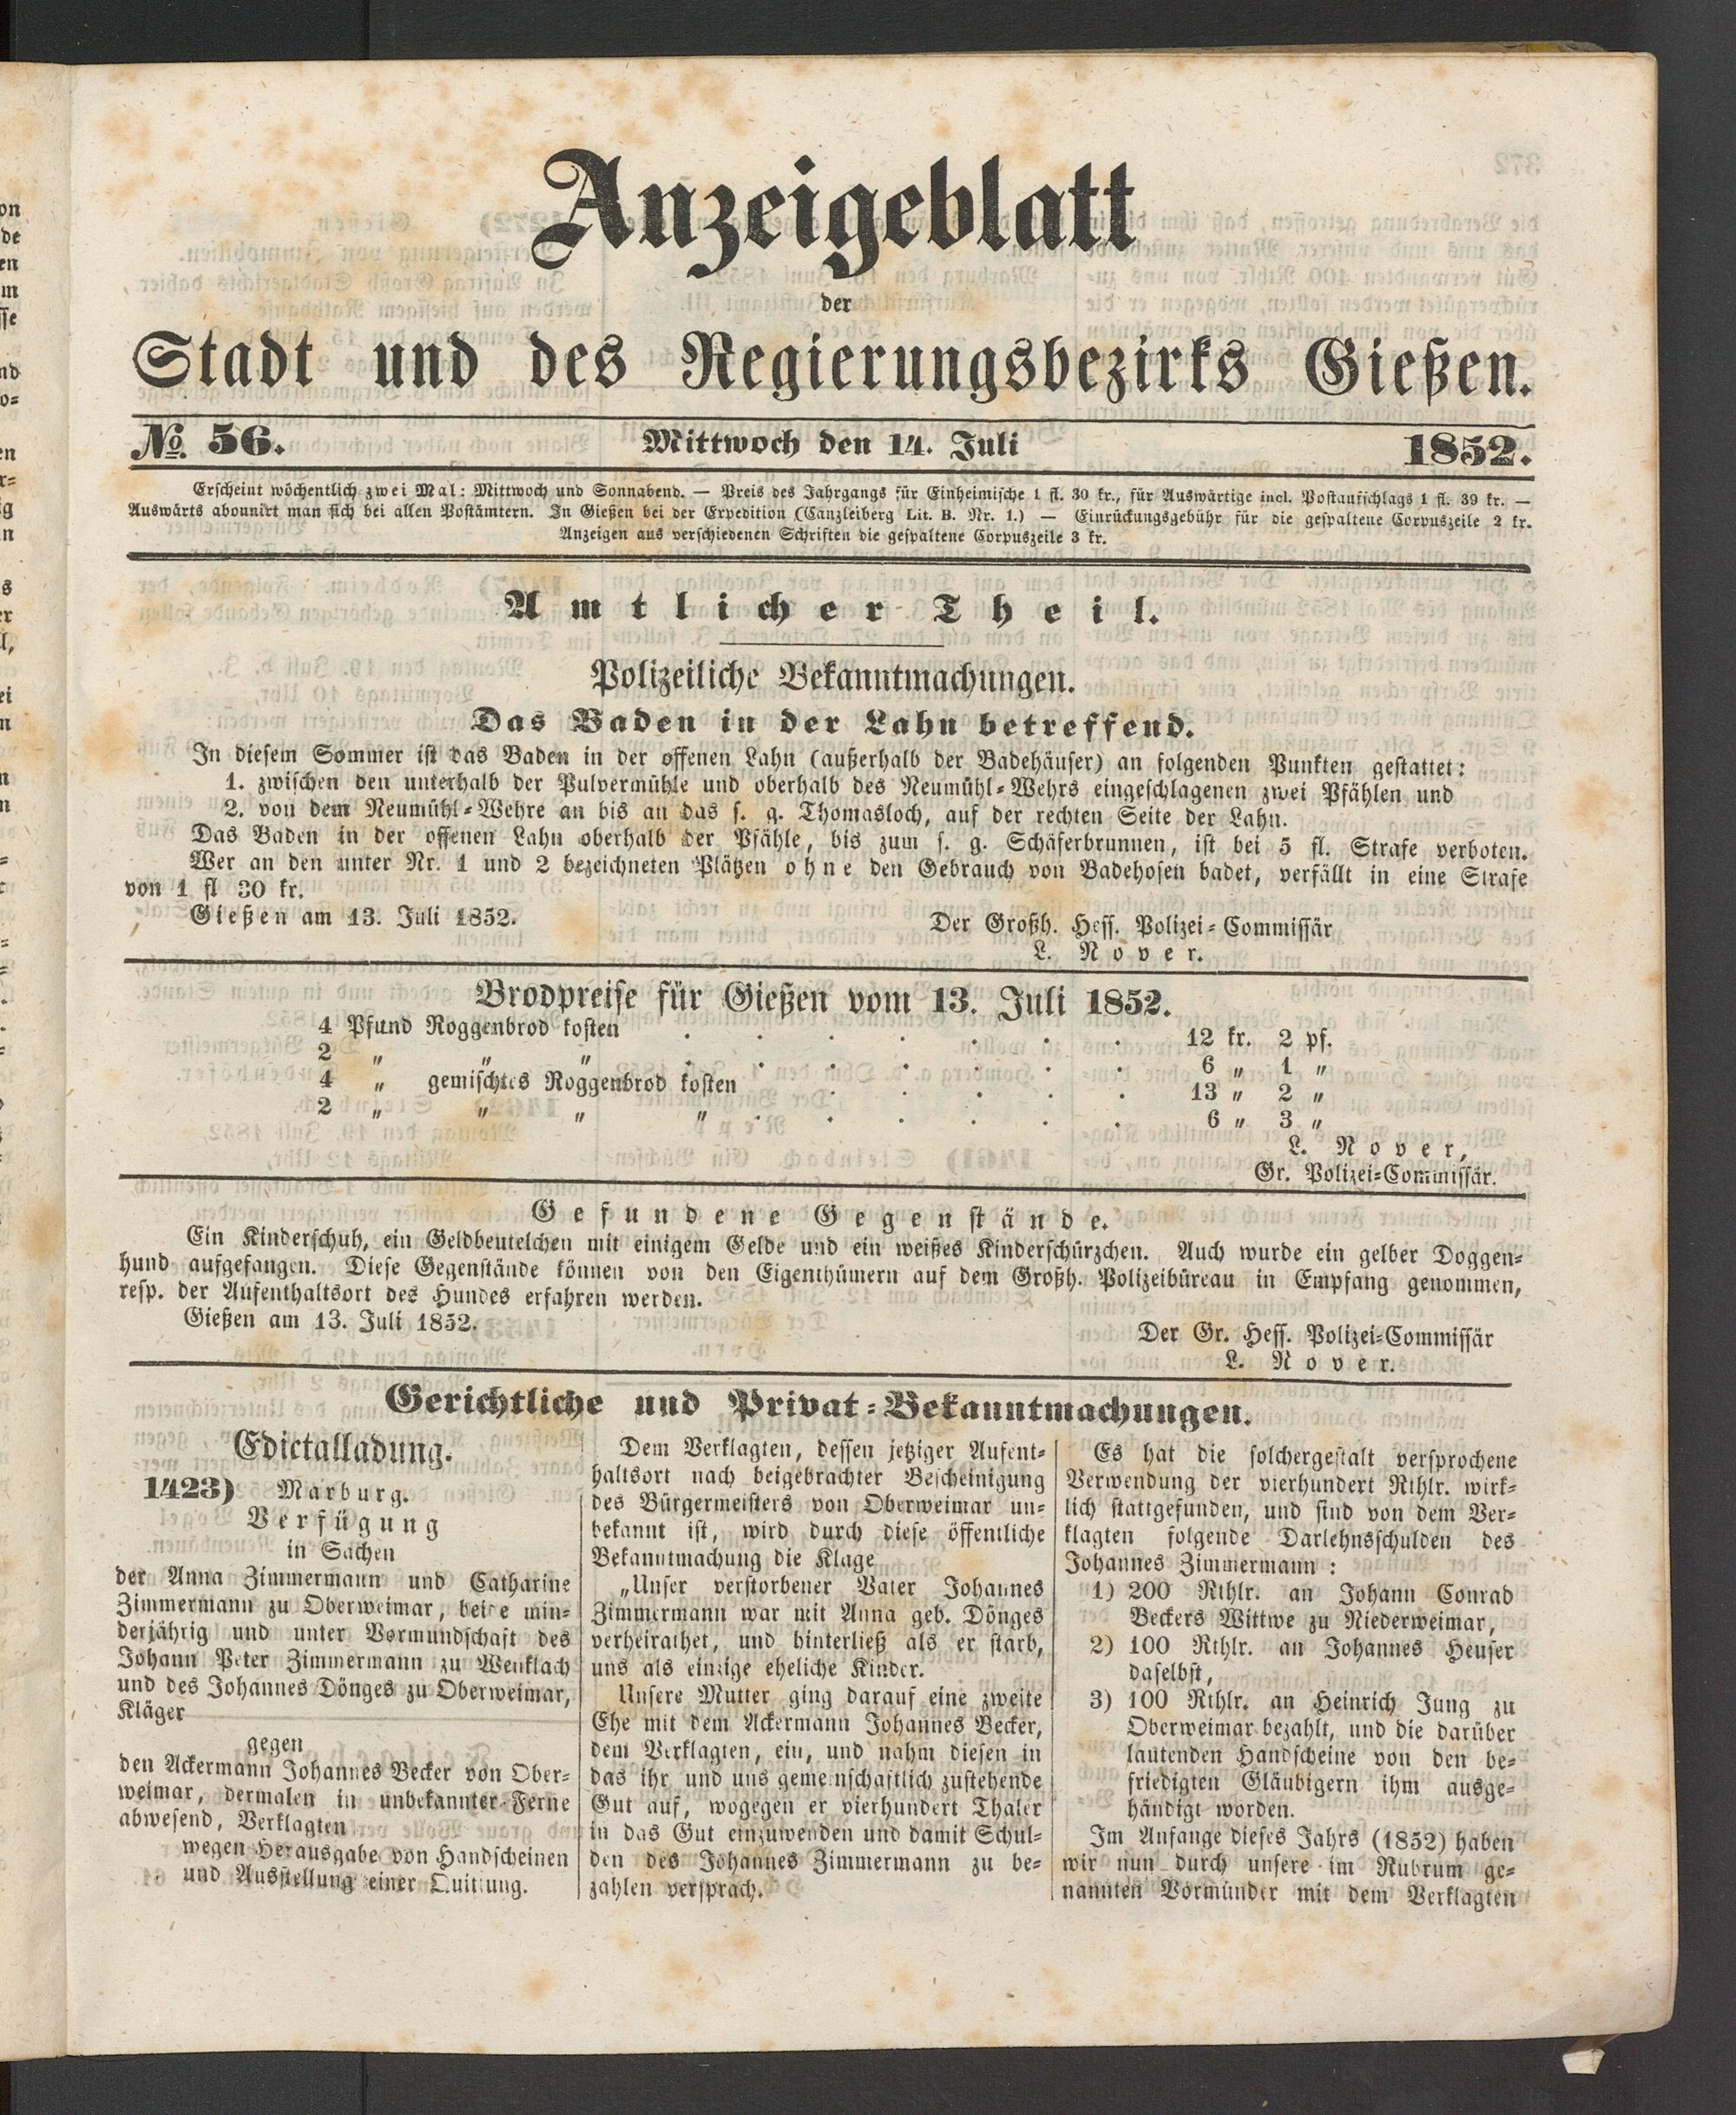 Anzeigeblatt
der
Stadt und des Regierungsbezirks Gießen.
№ 56. Mittwoch den 14. Juli 1852.
Erscheint wöchentlich zwei Mal: Mittwoch und Sonnabend. — Preis des Jahrgangs für Einheimische 1 fl. 30 kr., für Auswärtige incl. Postaufschlags 1 fl. 39 kr. —
Auswärts abonnirt man sich bei allen Postämtern. In Gießen bei der Expedition (Canzleiberg Lit. B. Nr. 1.) — Einrückungsgebühr für die gespaltene Corpuszeile 2 kr.
Anzeigen aus verschiedenen Schriften die gespaltene Corpuszeile 3 kr.
Amtlicher Theil.
Polizeiliche Bekanntmachungen.
Das Baden in der Lahn betreffend.
In diesem Sommer ist das Baden in der offenen Lahn (außerhalb der Badehäuser) an folgenden Punkten gestattet:
1. zwischen den unterhalb der Pulvermühle und oberhalb des Neumühl-Wehrs eingeschlagenen zwei Pfählen und
2. von dem Neumühl-Wehre an bis an das s. g. Thomasloch, auf der rechten Seite der Lahn.
Das Baden in der offenen Lahn oberhalb der Pfähle, bis zum s. g. Schäferbrunnen, ist bei 5 fl. Strafe verboten.
Wer an den unter Nr. 1 und 2 bezeichneten Plätzen ohne den Gebrauch von Badehosen badet, verfällt in eine Strafe
von 1 fl 30 kr.
Gießen am 13. Juli 1852.
Der Großh. Hess. Polizei-Commissär
L. Nover.
Brodpreise für Gießen vom 13. Juli 1852.
4 Pfund Roggenbrod kosten . . . . . . . 12 kr. 2 pf.
2 „ „ „ . . . . . . . 6 „ 1 „
4 „ gemischtes Roggenbrod kosten . . . . . 13 „ 2 „
2 „ „ „ „ . . . . . . 6 „ 3 „
L. Nover,
Gr. Polizei-Commissär.
Gefundene Gegenstände.
Ein Kinderschuh, ein Geldbeutelchen mit einigem Gelde und ein weißes Kinderschürzchen. Auch wurde ein gelber Doggen-
hund aufgefangen. Diese Gegenstände können von den Eigenthümern auf dem Großh. Polizeibüreau in Empfang genommen,
resp. der Aufenthaltsort des Hundes erfahren werden.
Gießen am 13. Juli 1852.
Der Gr. Hess. Polizei-Commissär
L. Nover.
Gerichtliche und Privat-Bekanntmachungen.
Edictalladung.
1423) Marburg.
Verfügung
in Sachen
der Anna Zimmermann und Catharine
Zimmermann zu Oberweimar, beide min-
derjährig und unter Vormundschaft des
Johann Peter Zimmermann zu Wenklach
und des Johannes Dönges zu Oberweimar,
Kläger
gegen
den Ackermann Johannes Becker von Ober-
weimar, dermalen in unbekannter Ferne
abwesend, Verklagten
wegen Herausgabe von Handscheinen
und Ausstellung einer Quittung.
Dem Verklagten, dessen jetziger Aufent-
haltsort nach beigebrachter Bescheinigung
des Bürgermeisters von Oberweimar un-
bekannt ist, wird durch diese öffentliche
Bekanntmachung die Klage
„Unser verstorbener Vater Johannes
Zimmermann war mit Anna geb. Dönges
verheirathet, und hinterließ als er starb,
uns als einzige eheliche Kinder.
Unsere Mutter ging darauf eine zweite
Ehe mit dem Ackermann Johannes Becker,
dem Verklagten, ein, und nahm diesen in
das ihr und uns gemeinschaftlich zustehende
Gut auf, wogegen er vierhundert Thaler
in das Gut einzuwenden und damit Schul-
den des Johannes Zimmermann zu be-
zahlen versprach.
Es hat die solchergestalt versprochene
Verwendung der vierhundert Rthlr. wirk-
lich stattgefunden, und sind von dem Ver-
klagten folgende Darlehnsschulden des
Johannes Zimmermann:
1) 200 Rthlr. an Johann Conrad
Beckers Wittwe zu Niederweimar,
2) 100 Rthlr. an Johannes Heuser
daselbst,
3) 100 Rthlr. an Heinrich Jung zu
Oberweimar bezahlt, und die darüber
lautenden Handscheine von den be-
friedigten Gläubigern ihm ausge-
händigt worden.
Im Anfange dieses Jahrs (1852) haben
wir nun durch unsere im Rubrum ge-
nannten Vormünder mit dem Verklagten